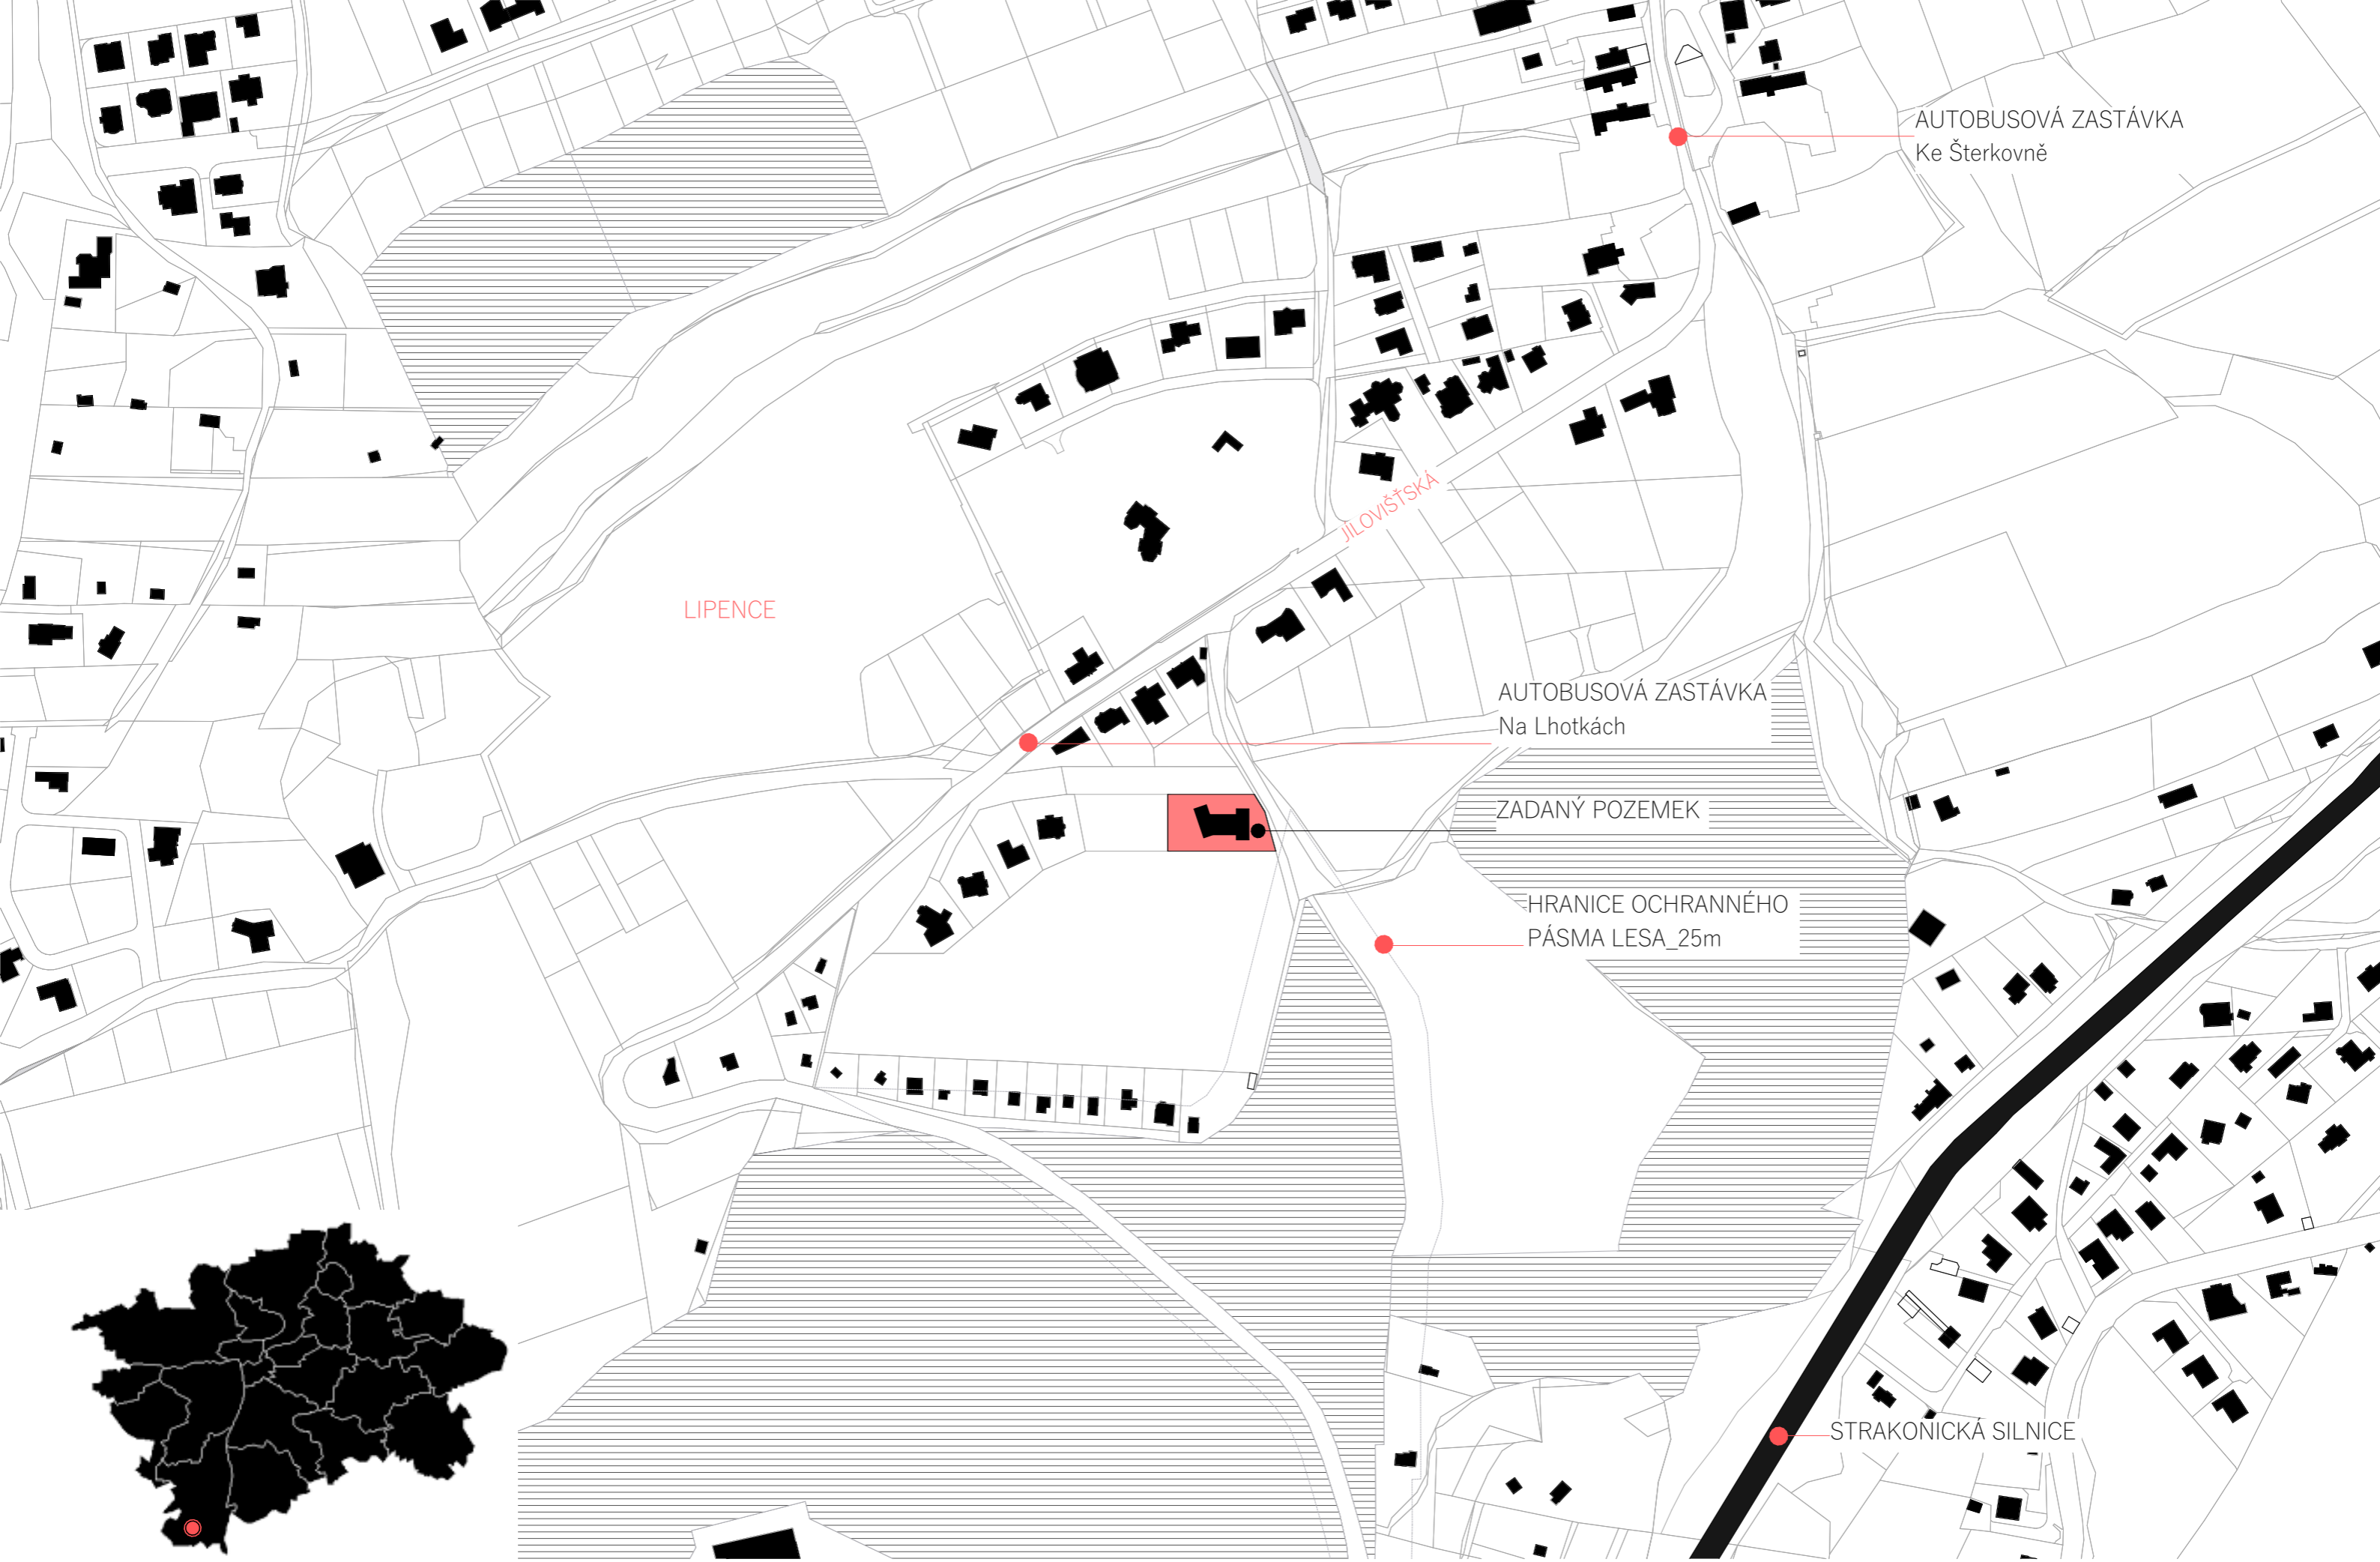 AUTOBUSOVÁ ZASTÁVKA
Ke Šterkovně
JÍLOVIŠŤSKÁ
LIPENCE
AUTOBUSOVÁ ZASTÁVKA
Na Lhotkách
ZADANÝ POZEMEK
HRANICE OCHRANNÉHO
PÁSMA LESA_25m
STRAKONICKÁ SILNICE